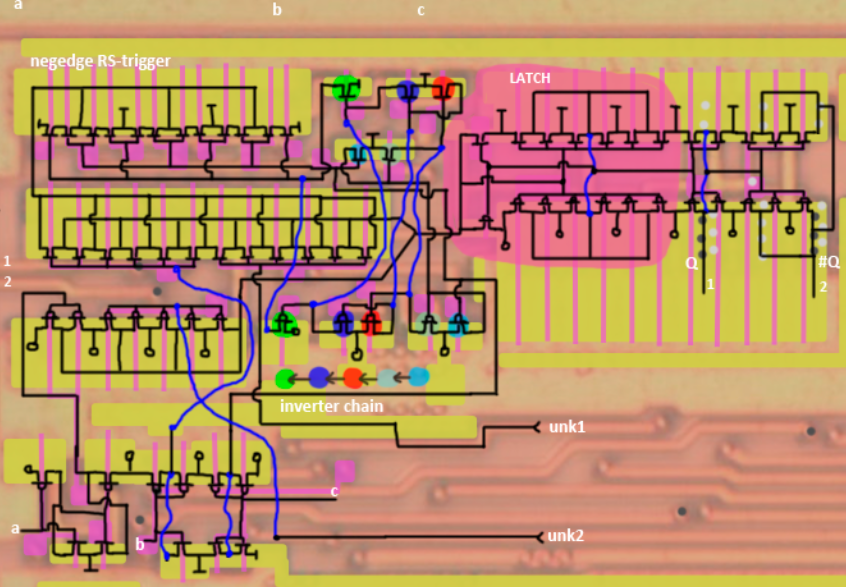 a
b
c
negedge RS-trigger
LATCH
1
2
Q
#Q
1
2
inverter chain
unk1
c
a
b
unk2